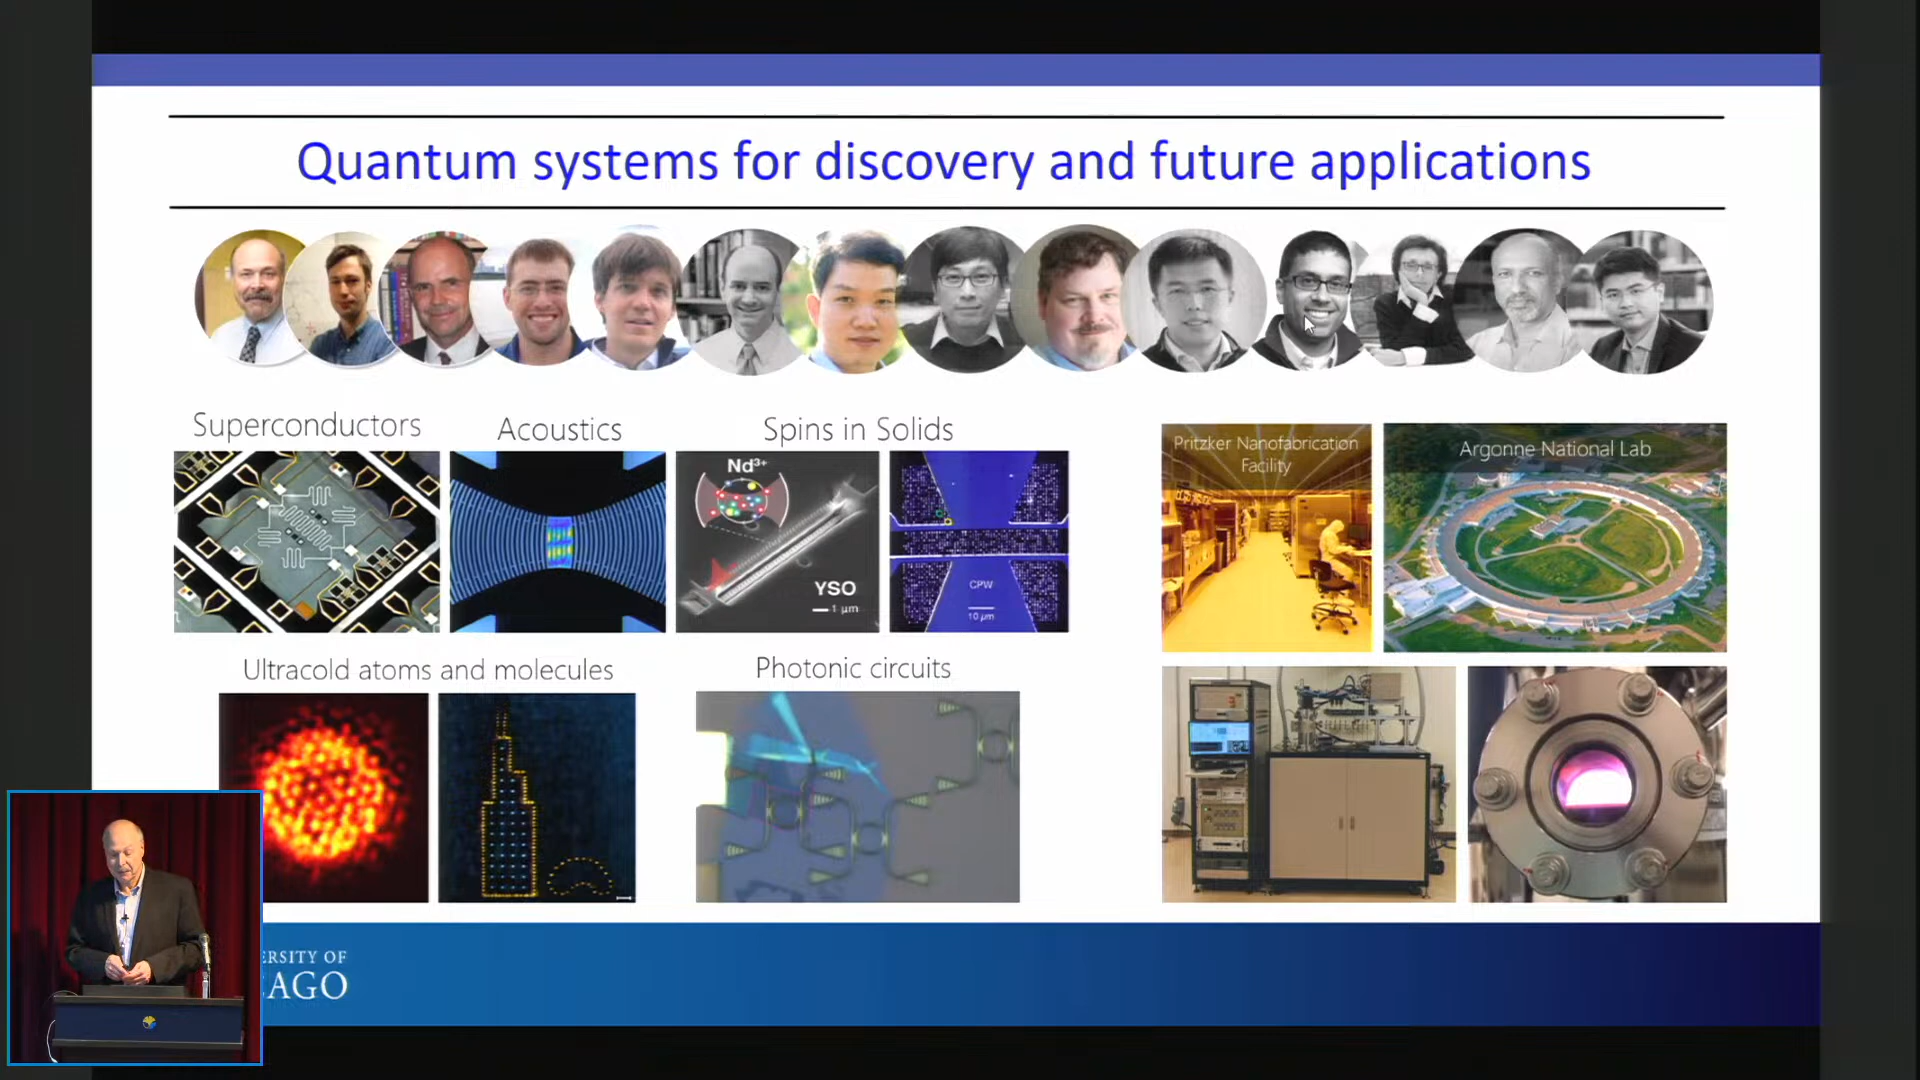 Quantum systems for discovery and future applications
Superconductors
Acoustics
Spins in Solids
Nd³⁺
YSO
1 μm
CPW
10 μm
Pritzker Nanofabrication
Facility
Argonne National Lab
Ultracold atoms and molecules
Photonic circuits
ERSITY OF
AGO